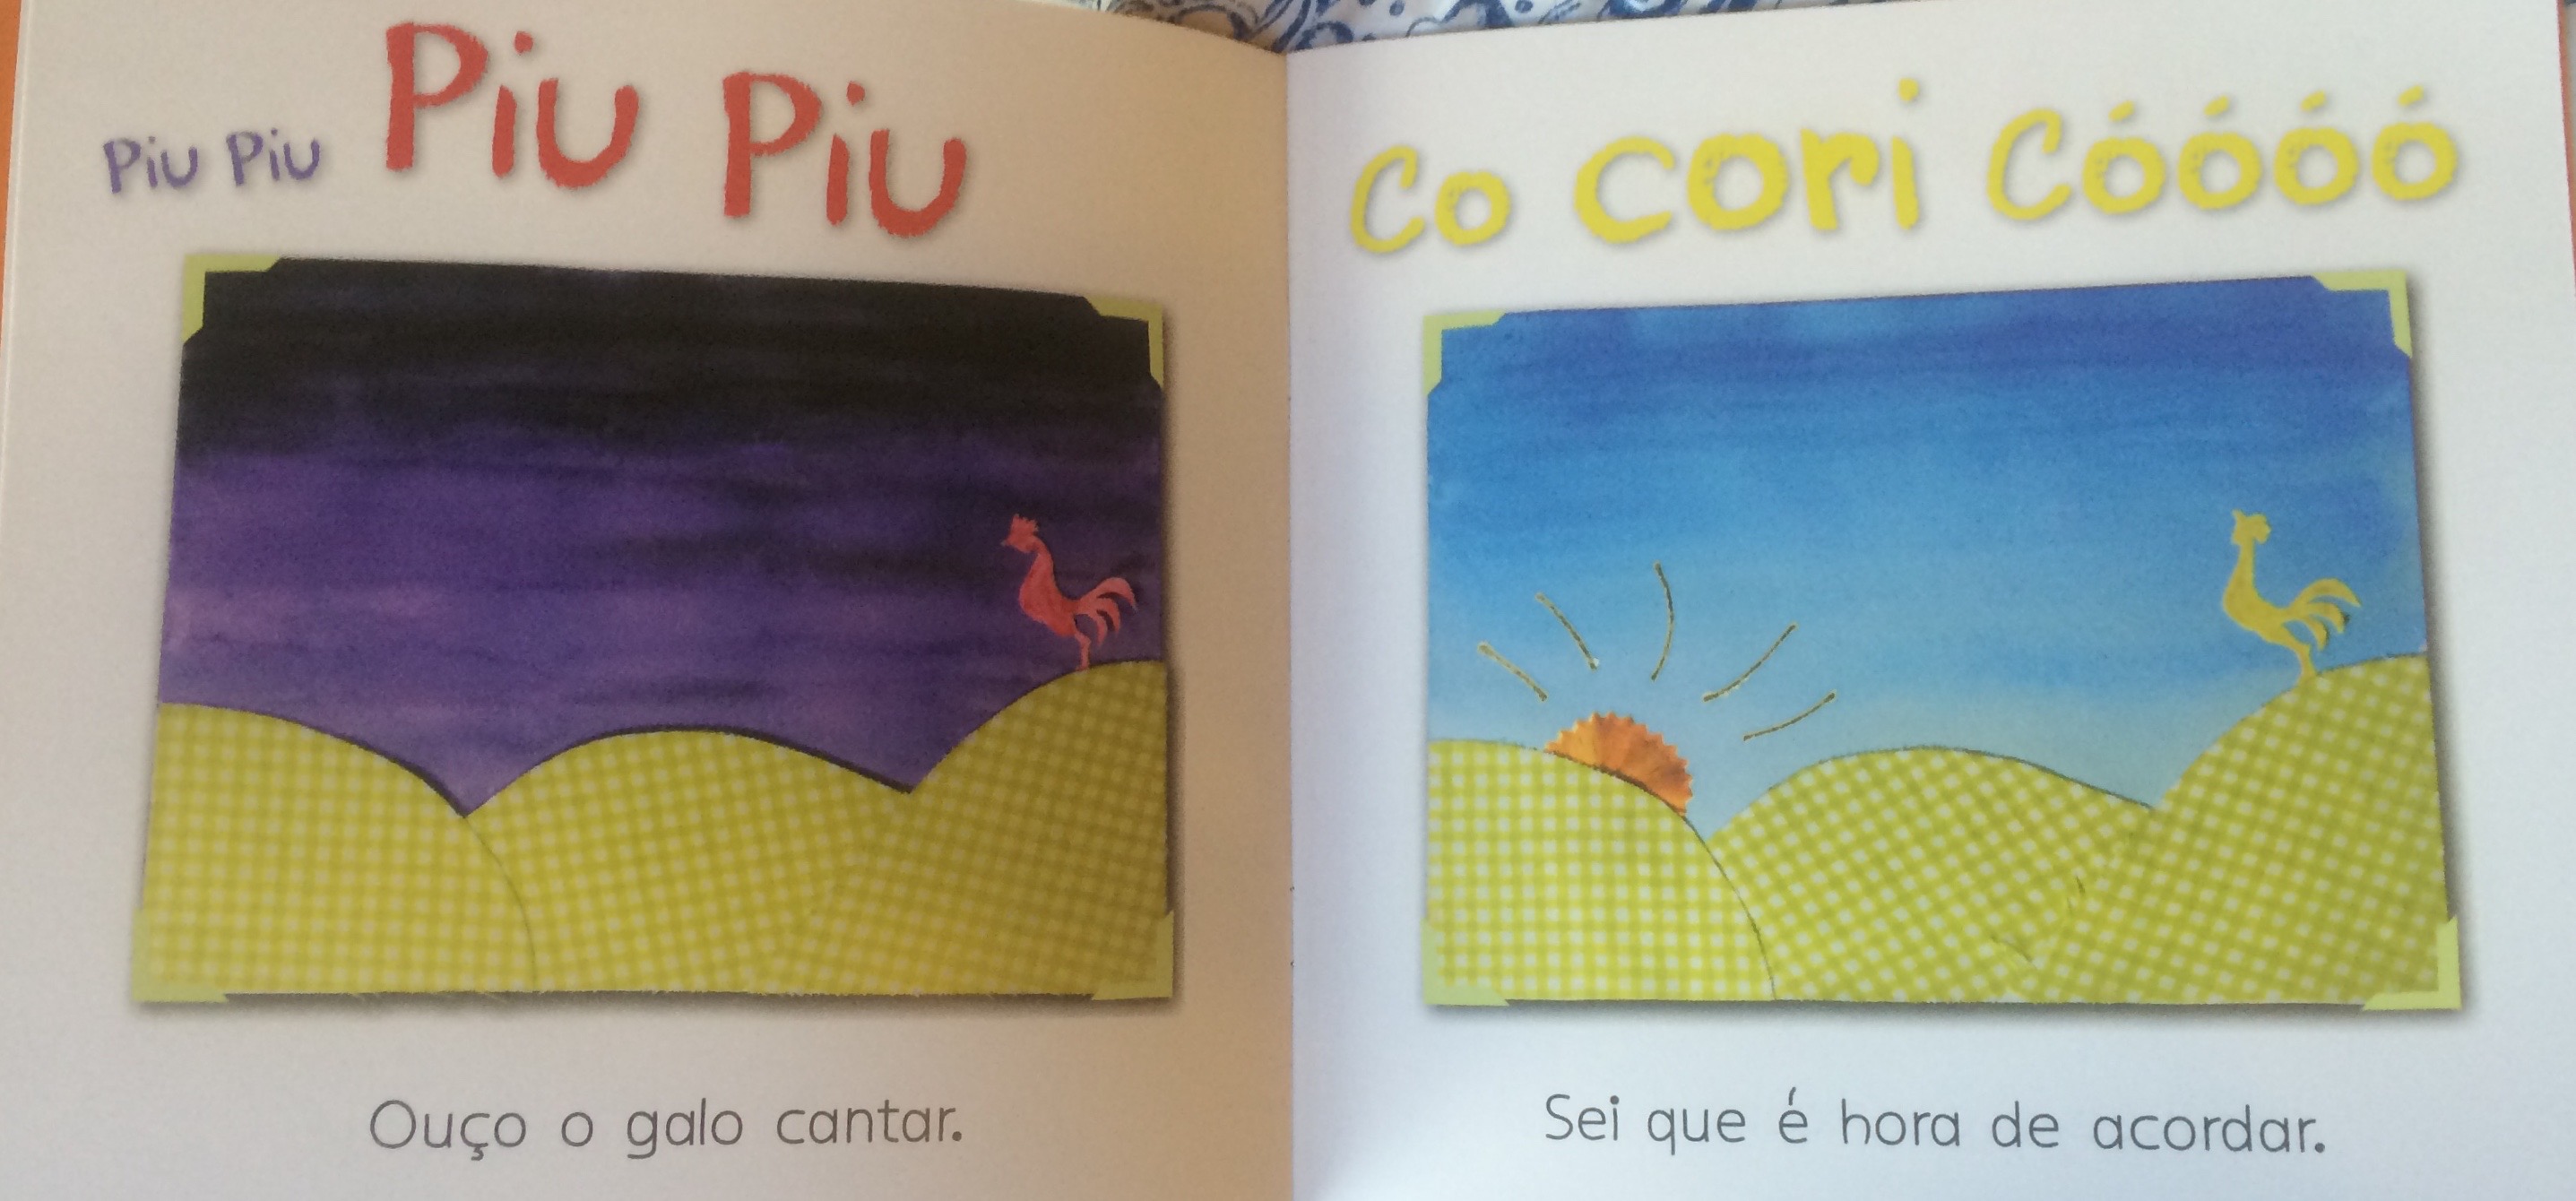 Piu Piu Piu Piu
Ouço o galo cantar.
Co cori Cóóóó
Sei que é hora de acordar.